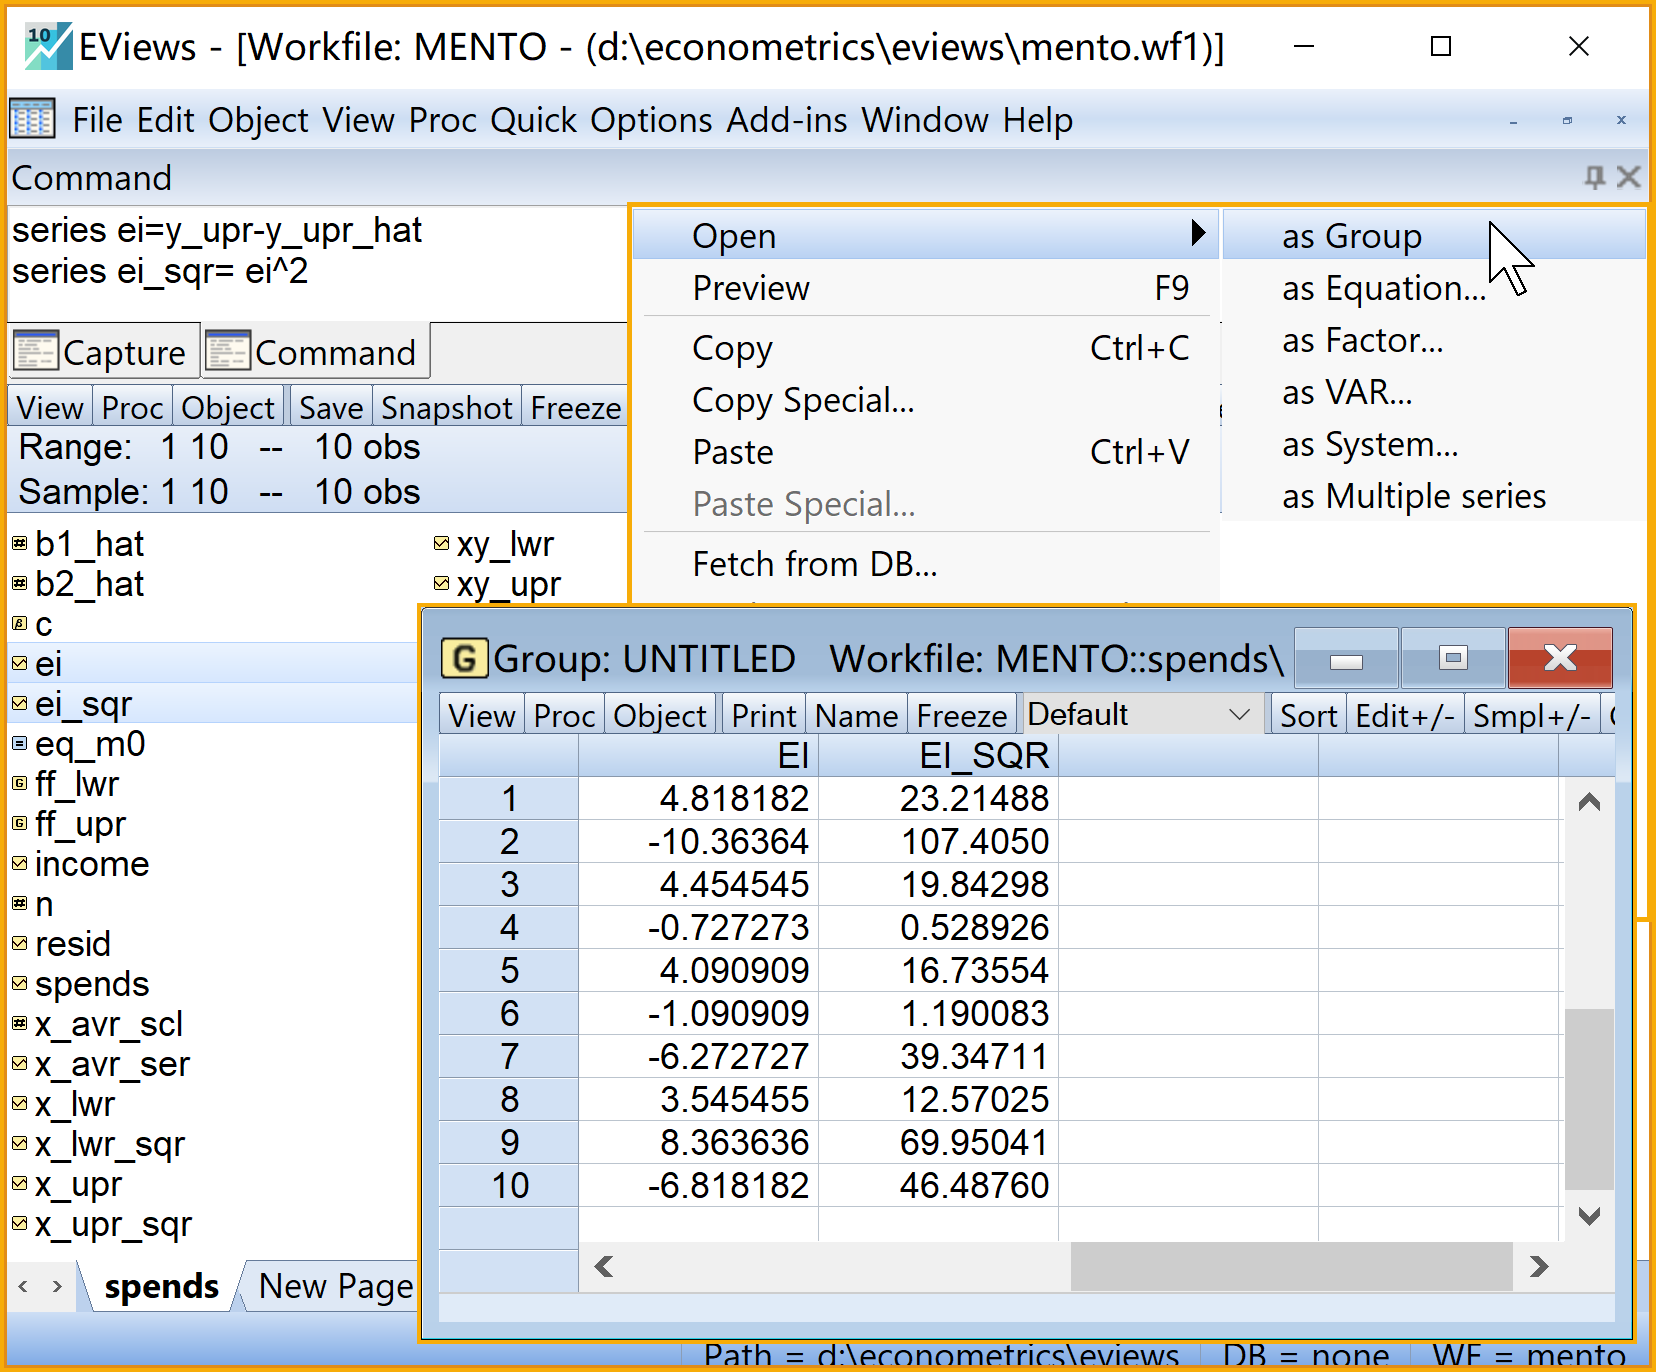 10 EViews - [Workfile: MENTO - (d:\econometrics\eviews\mento.wf1)]
File Edit Object View Proc Quick Options Add-ins Window Help
Command
series ei=y_upr-y_upr_hat
series ei_sqr= ei^2
Capture Command
View Proc Object Save Snapshot Freeze
Range: 1 10 -- 10 obs
Sample: 1 10 -- 10 obs
b1_hat
b2_hat
c
ei
ei_sqr
eq_m0
ff_lwr
ff_upr
income
n
resid
spends
x_avr_scl
x_avr_ser
x_lwr
x_lwr_sqr
x_upr
x_upr_sqr
xy_lwr
xy_upr
spends New Page
Open
Preview F9
Copy Ctrl+C
Copy Special...
Paste Ctrl+V
Paste Special...
Fetch from DB...
as Group
as Equation...
as Factor...
as VAR...
as System...
as Multiple series
G Group: UNTITLED Workfile: MENTO::spends\
View Proc Object Print Name Freeze Default Sort Edit+/- Smpl+/-
EI EI_SQR
1 4.818182 23.21488
2 -10.36364 107.4050
3 4.454545 19.84298
4 -0.727273 0.528926
5 4.090909 16.73554
6 -1.090909 1.190083
7 -6.272727 39.34711
8 3.545455 12.57025
9 8.363636 69.95041
10 -6.818182 46.48760
Path = d:\econometrics\eviews DB = none WF = mento